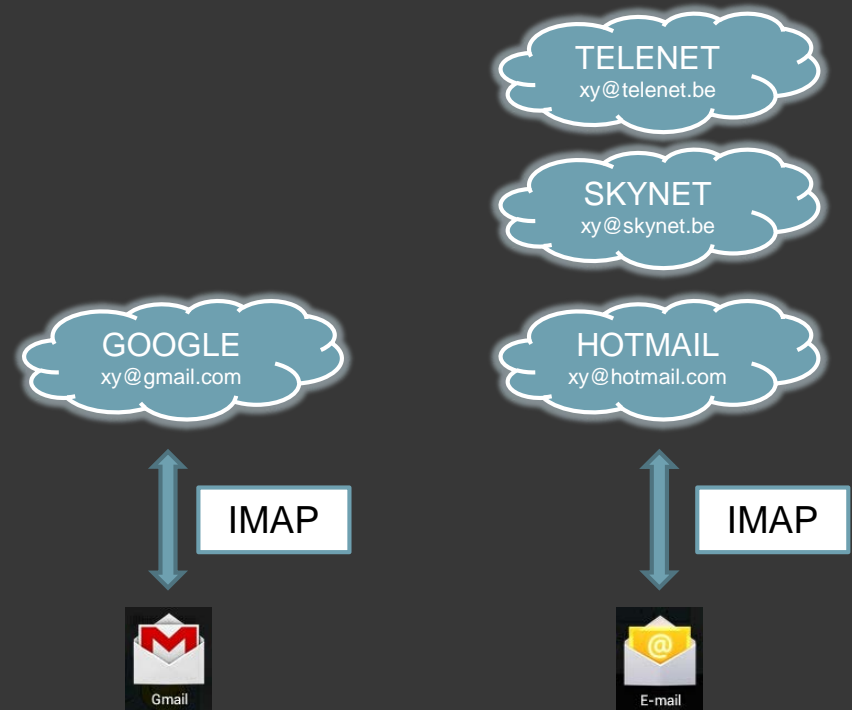 TELENET
xy@telenet.be
SKYNET
xy@skynet.be
GOOGLE
xy@gmail.com
HOTMAIL
xy@hotmail.com
IMAP
IMAP
Gmail
@
E-mail